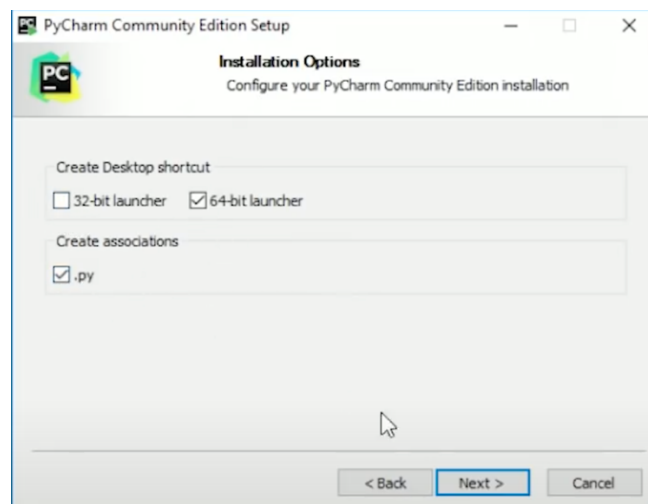 PC PyCharm Community Edition Setup
PC
Installation Options
Configure your PyCharm Community Edition installation
Create Desktop shortcut
32-bit launcher 64-bit launcher
Create associations
.py
< Back Next > Cancel